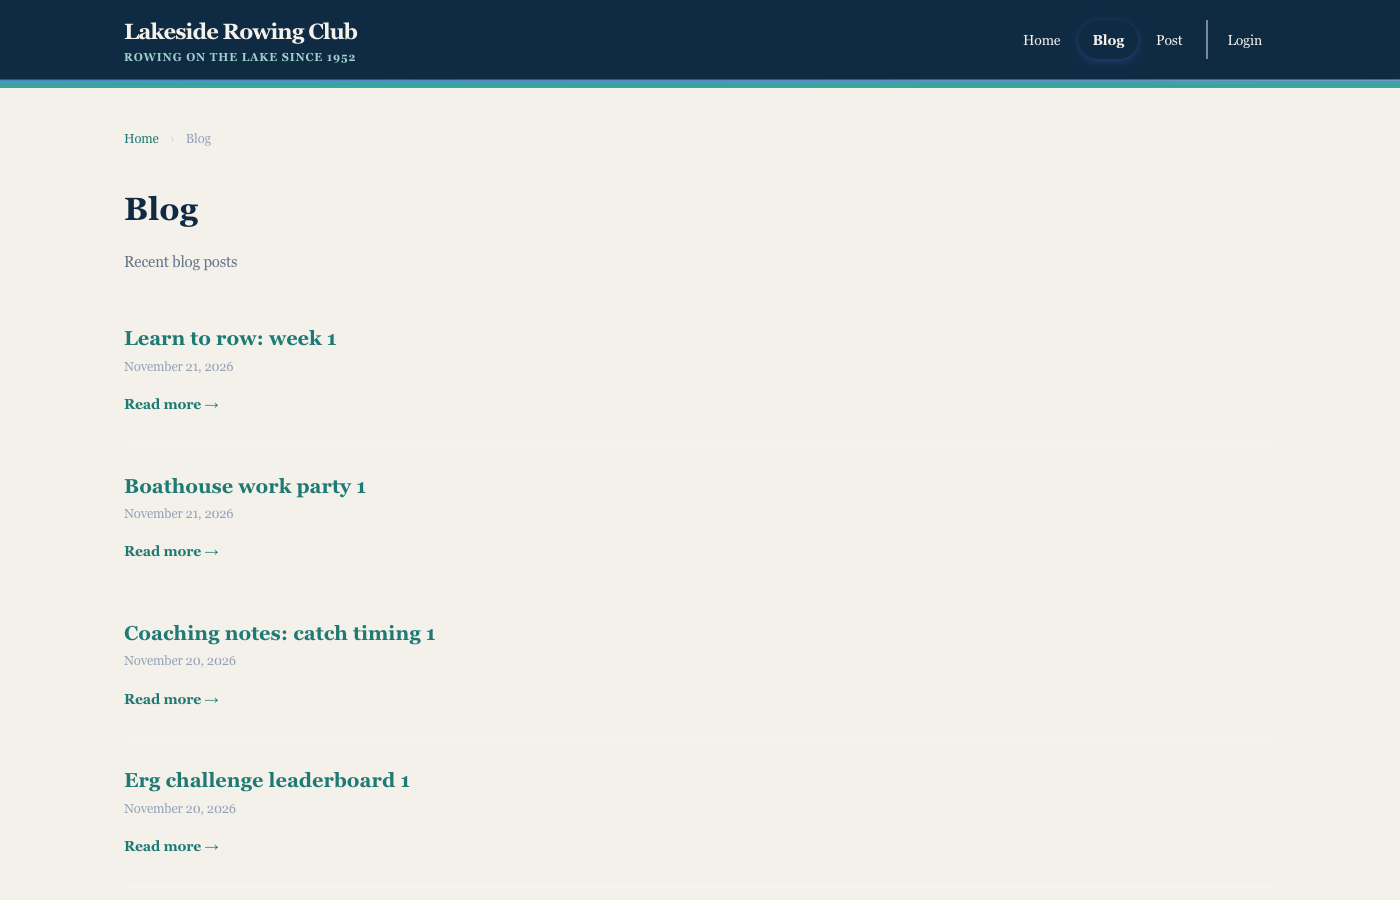 Lakeside Rowing Club
ROWING ON THE LAKE SINCE 1952
Home Blog Post Login
Home › Blog
Blog
Recent blog posts
Learn to row: week 1
November 21, 2026
Read more →
Boathouse work party 1
November 21, 2026
Read more →
Coaching notes: catch timing 1
November 20, 2026
Read more →
Erg challenge leaderboard 1
November 20, 2026
Read more →